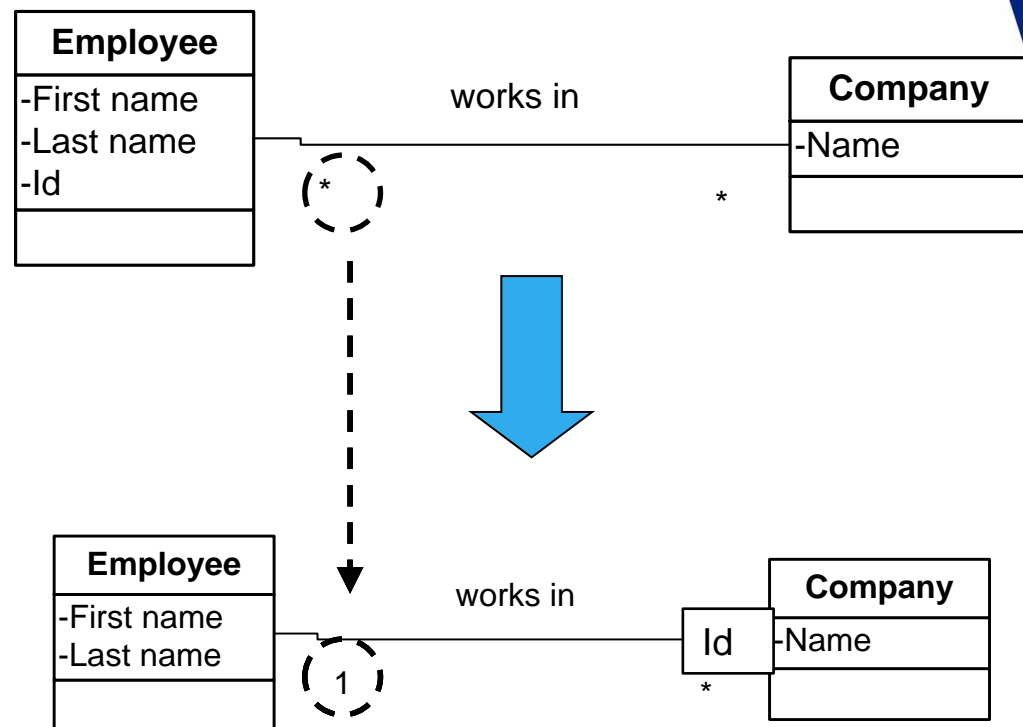 Employee
-First name
-Last name
-Id
works in
*
*
Company
-Name
Employee
-First name
-Last name
works in
1
Id
*
Company
-Name